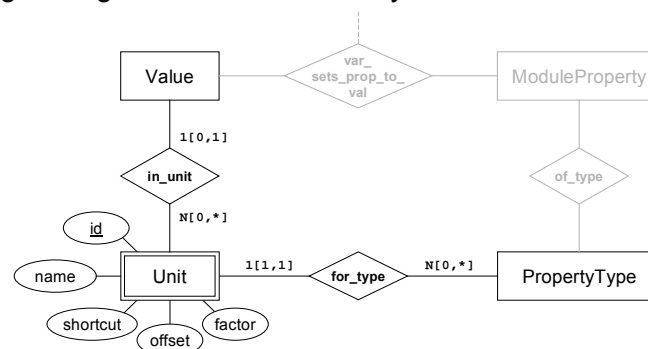 Value
var_
sets_prop_to_
val
ModuleProperty
1[0,1]
in_unit
of_type
N[0,*]
id
name
Unit
1[1,1]
for_type
N[0,*]
PropertyType
shortcut
offset
factor